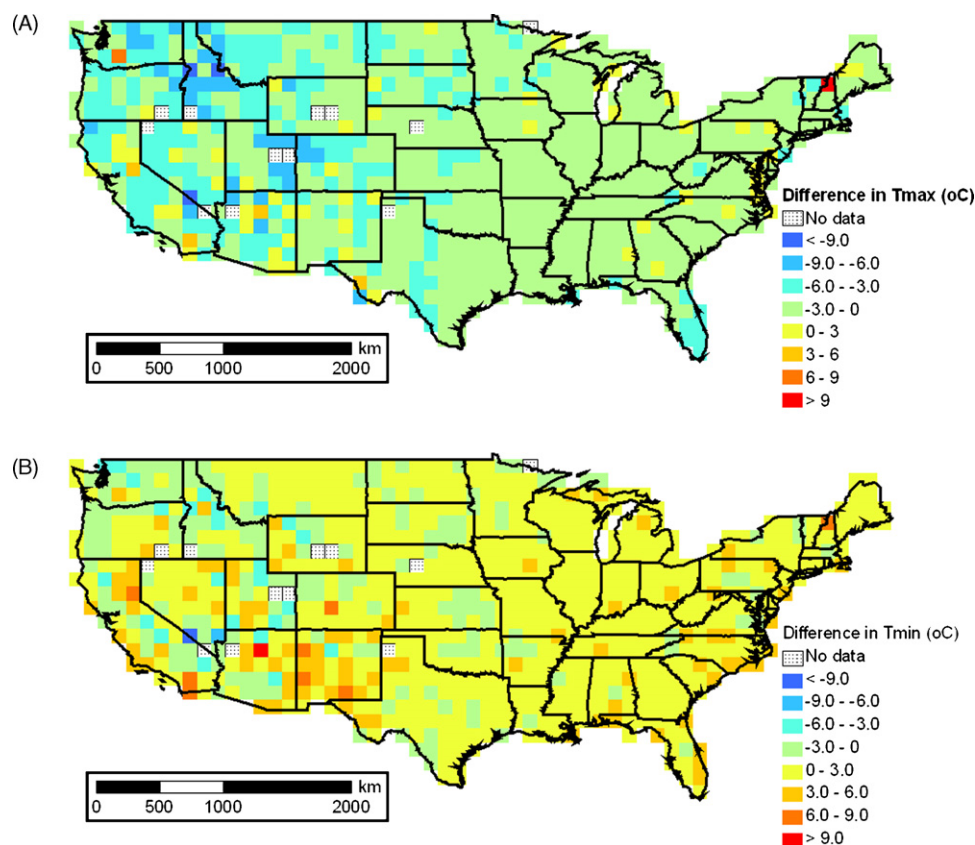 (A)
Difference in Tmax (oC)
No data
< -9.0
-9.0 - -6.0
-6.0 - -3.0
-3.0 - 0
0 - 3
3 - 6
6 - 9
> 9
km
0 500 1000 2000
(B)
Difference in Tmin (oC)
No data
< -9.0
-9.0 - -6.0
-6.0 - -3.0
-3.0 - 0
0 - 3.0
3.0 - 6.0
6.0 - 9.0
> 9.0
km
0 500 1000 2000